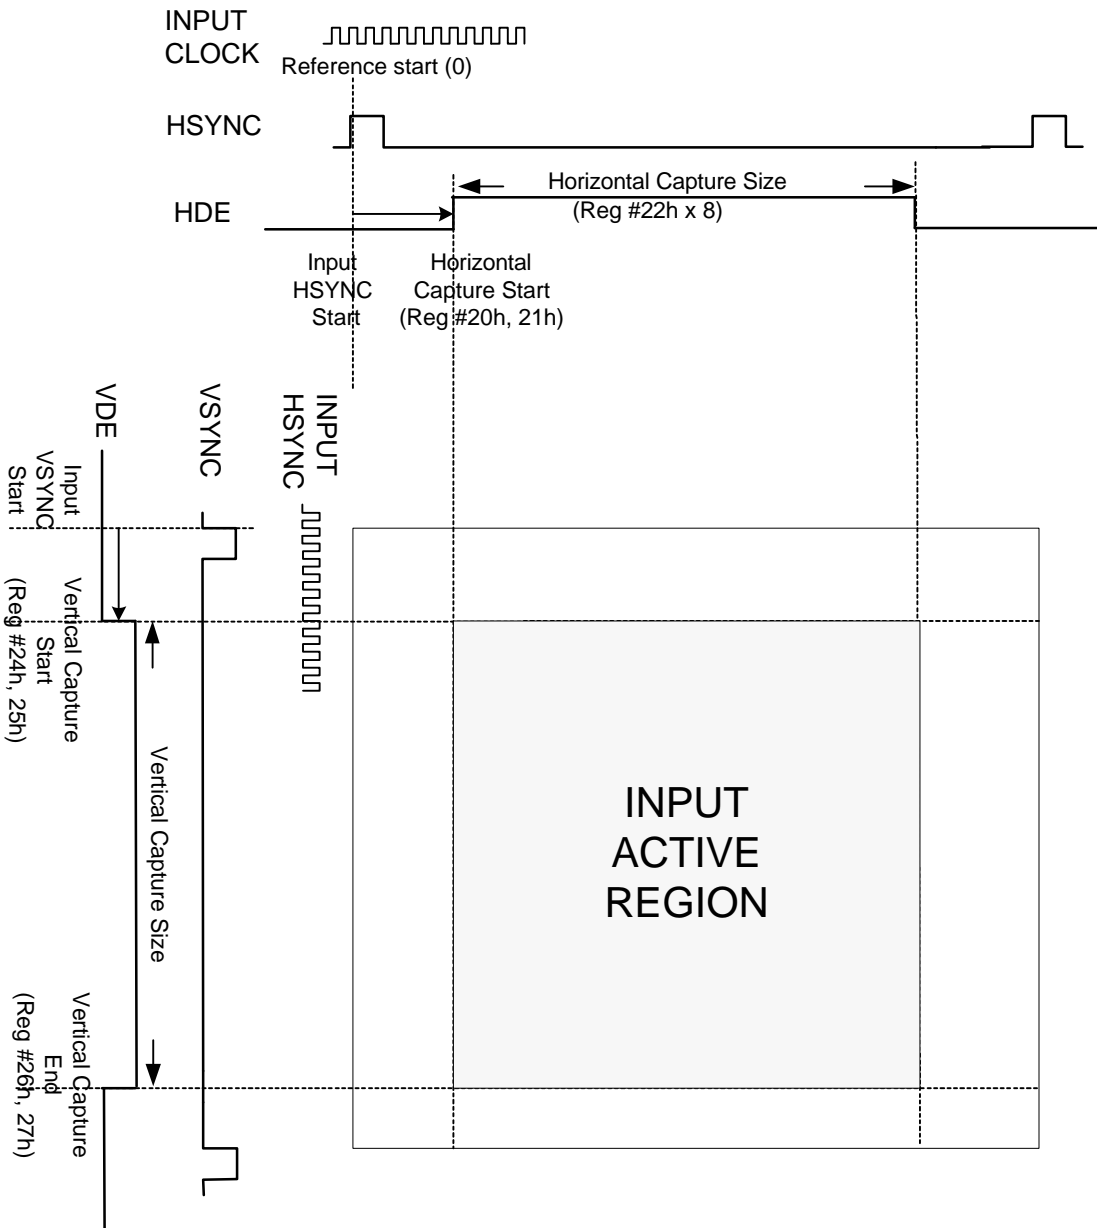 INPUT
CLOCK
Reference start (0)
HSYNC
Horizontal Capture Size
(Reg #22h x 8)
HDE
Input
HSYNC
Start
Horizontal
Capture Start
(Reg #20h, 21h)
VDE
VSYNC
INPUT
HSYNC
Input
VSYNC
Start
Vertical Capture
Start
(Reg #24h, 25h)
Vertical Capture Size
INPUT
ACTIVE
REGION
Vertical Capture
End
(Reg #26h, 27h)